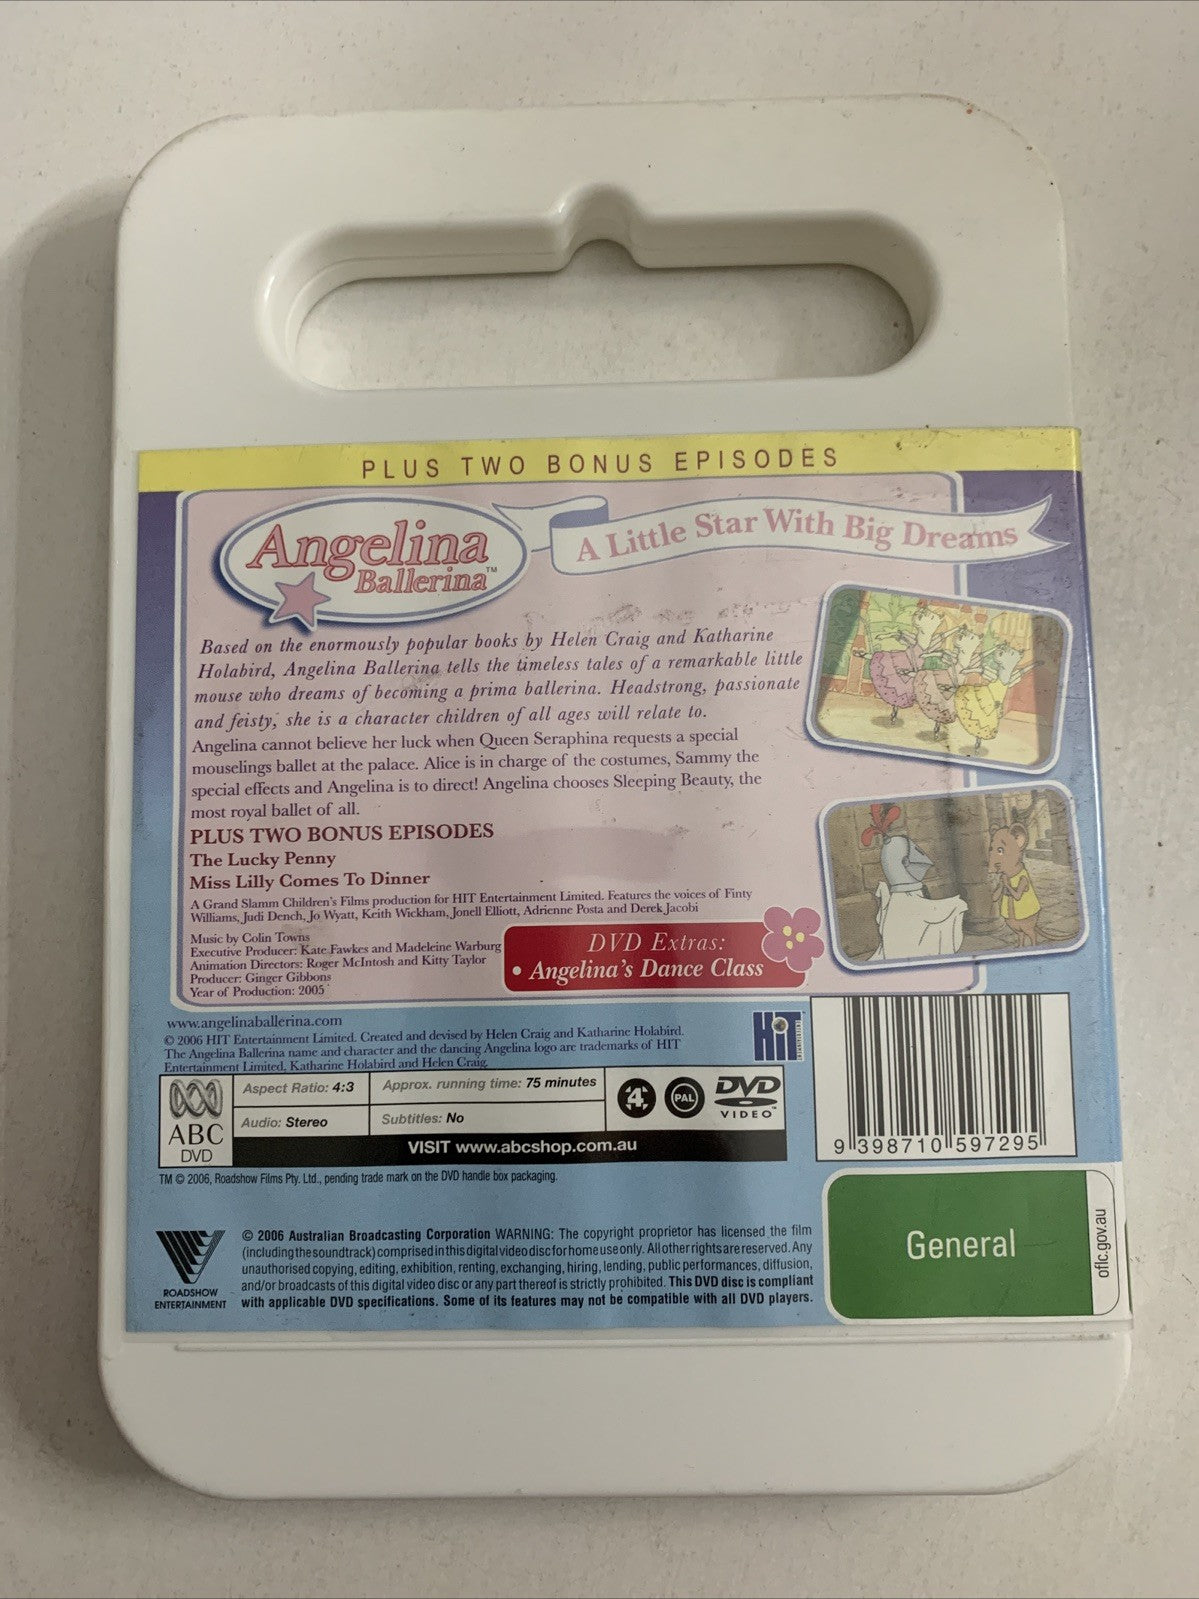 PLUS TWO BONUS EPISODES
Angelina
Ballerina™
A Little Star With Big Dreams
Based on the enormously popular books by Helen Craig and Katharine
Holabird, Angelina Ballerina tells the timeless tales of a remarkable little
mouse who dreams of becoming a prima ballerina. Headstrong, passionate
and feisty, she is a character children of all ages will relate to.
Angelina cannot believe her luck when Queen Seraphina requests a special
mouselings ballet at the palace. Alice is in charge of the costumes, Sammy the
special effects and Angelina is to direct! Angelina chooses Sleeping Beauty, the
most royal ballet of all.
PLUS TWO BONUS EPISODES
The Lucky Penny
Miss Lilly Comes To Dinner
A Grand Slamm Children's Films production for HIT Entertainment Limited. Features the voices of Finty
Williams, Judi Dench, Jo Wyatt, Keith Wickham, Jonell Elliott, Adrienne Posta and Derek Jacobi
Music by Colin Towns
Executive Producer: Kate Fawkes and Madeleine Warburg
Animation Directors: Roger McIntosh and Kitty Taylor
Producer: Ginger Gibbons
Year of Production: 2005
DVD Extras:
• Angelina's Dance Class
www.angelinaballerina.com
© 2006 HIT Entertainment Limited. Created and devised by Helen Craig and Katharine Holabird.
The Angelina Ballerina name and character and the dancing Angelina logo are trademarks of HIT
Entertainment Limited, Katharine Holabird and Helen Craig.
HiT ENTERTAINMENT
ABC
DVD
Aspect Ratio: 4:3
Approx. running time: 75 minutes
Audio: Stereo
Subtitles: No
4
PAL
DVD
VIDEO™
VISIT www.abcshop.com.au
9 398710 597295
TM © 2006, Roadshow Films Pty. Ltd., pending trade mark on the DVD handle box packaging.
ROADSHOW
ENTERTAINMENT
© 2006 Australian Broadcasting Corporation WARNING: The copyright proprietor has licensed the film
(including the soundtrack) comprised in this digital video disc for home use only. All other rights are reserved. Any
unauthorised copying, editing, exhibition, renting, exchanging, hiring, lending, public performances, diffusion,
and/or broadcasts of this digital video disc or any part thereof is strictly prohibited. This DVD disc is compliant
with applicable DVD specifications. Some of its features may not be compatible with all DVD players.
General
oflc.gov.au